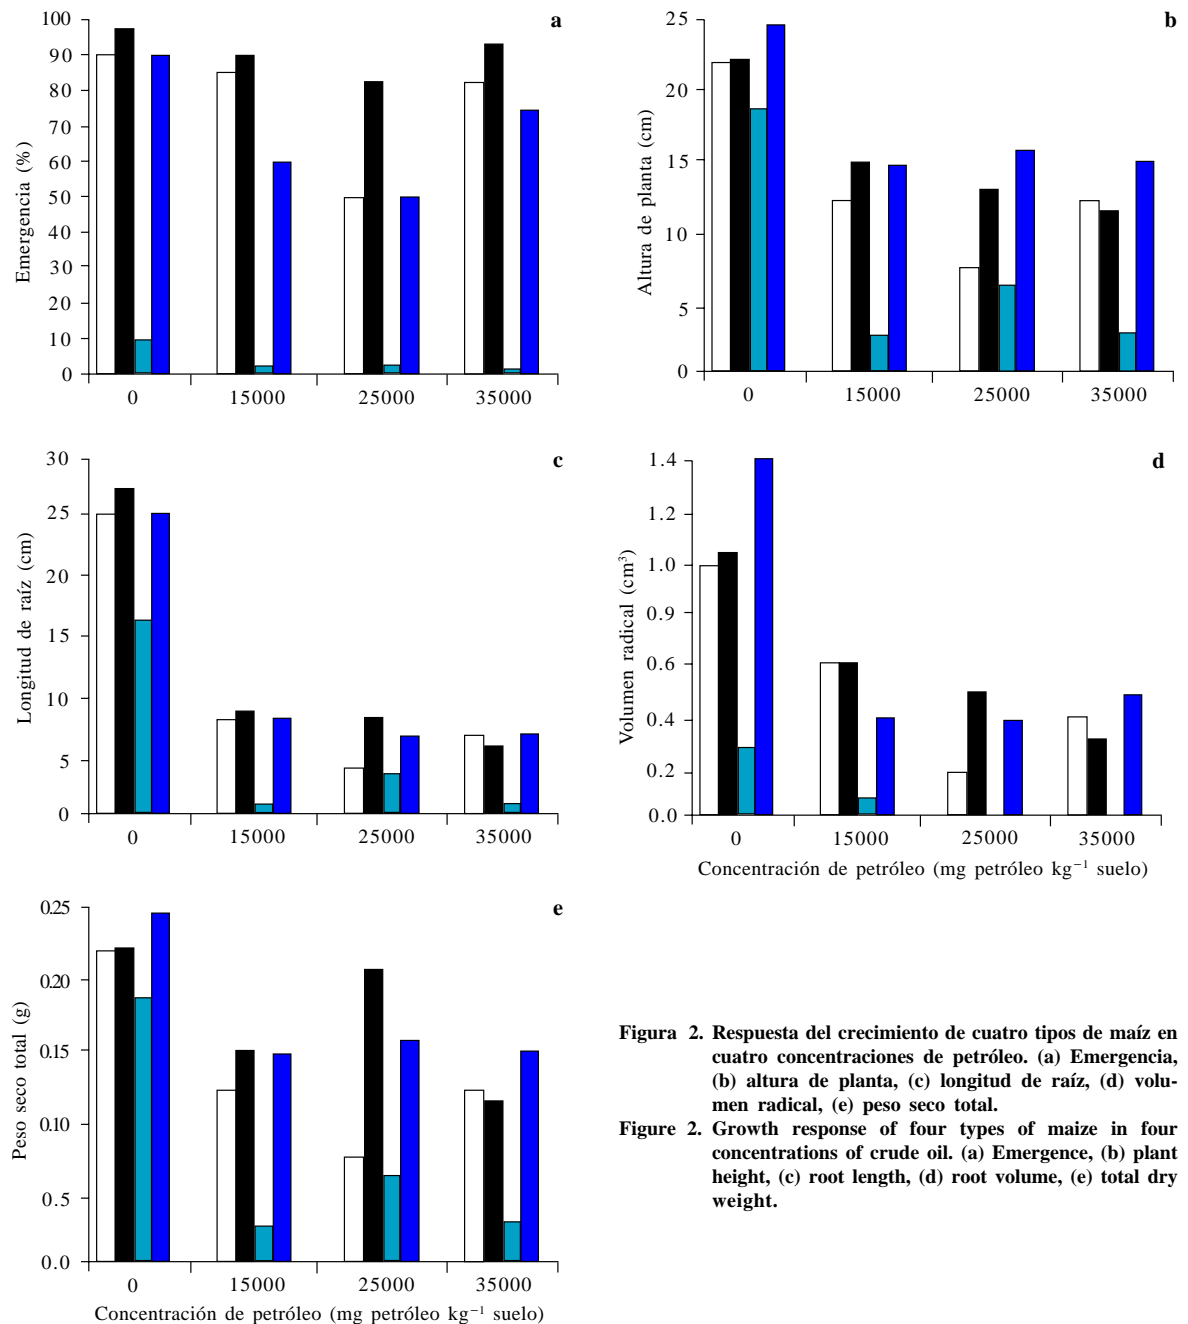 a
100
90
80
70
60
50
40
30
20
10
0
Emergencia (%)
0 15000 25000 35000
b
25
20
15
10
5
0
Altura de planta (cm)
0 15000 25000 35000
c
30
25
20
15
10
5
0
Longitud de raíz (cm)
0 15000 25000 35000
d
1.4
1.2
1.0
0.9
0.6
0.4
0.2
0.0
Volumen radical (cm³)
0 15000 25000 35000
Concentración de petróleo (mg petróleo kg⁻¹ suelo)
e
0.25
0.20
0.15
0.10
0.5
0.0
Peso seco total (g)
0 15000 25000 35000
Concentración de petróleo (mg petróleo kg⁻¹ suelo)
Figura 2. Respuesta del crecimiento de cuatro tipos de maíz en
cuatro concentraciones de petróleo. (a) Emergencia,
(b) altura de planta, (c) longitud de raíz, (d) volu-
men radical, (e) peso seco total.
Figure 2. Growth response of four types of maize in four
concentrations of crude oil. (a) Emergence, (b) plant
height, (c) root length, (d) root volume, (e) total dry
weight.